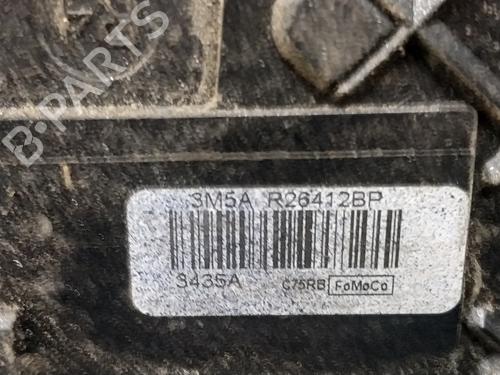 B-PARTS
3M5A R26412BP
3435A C75RB FoMoCo